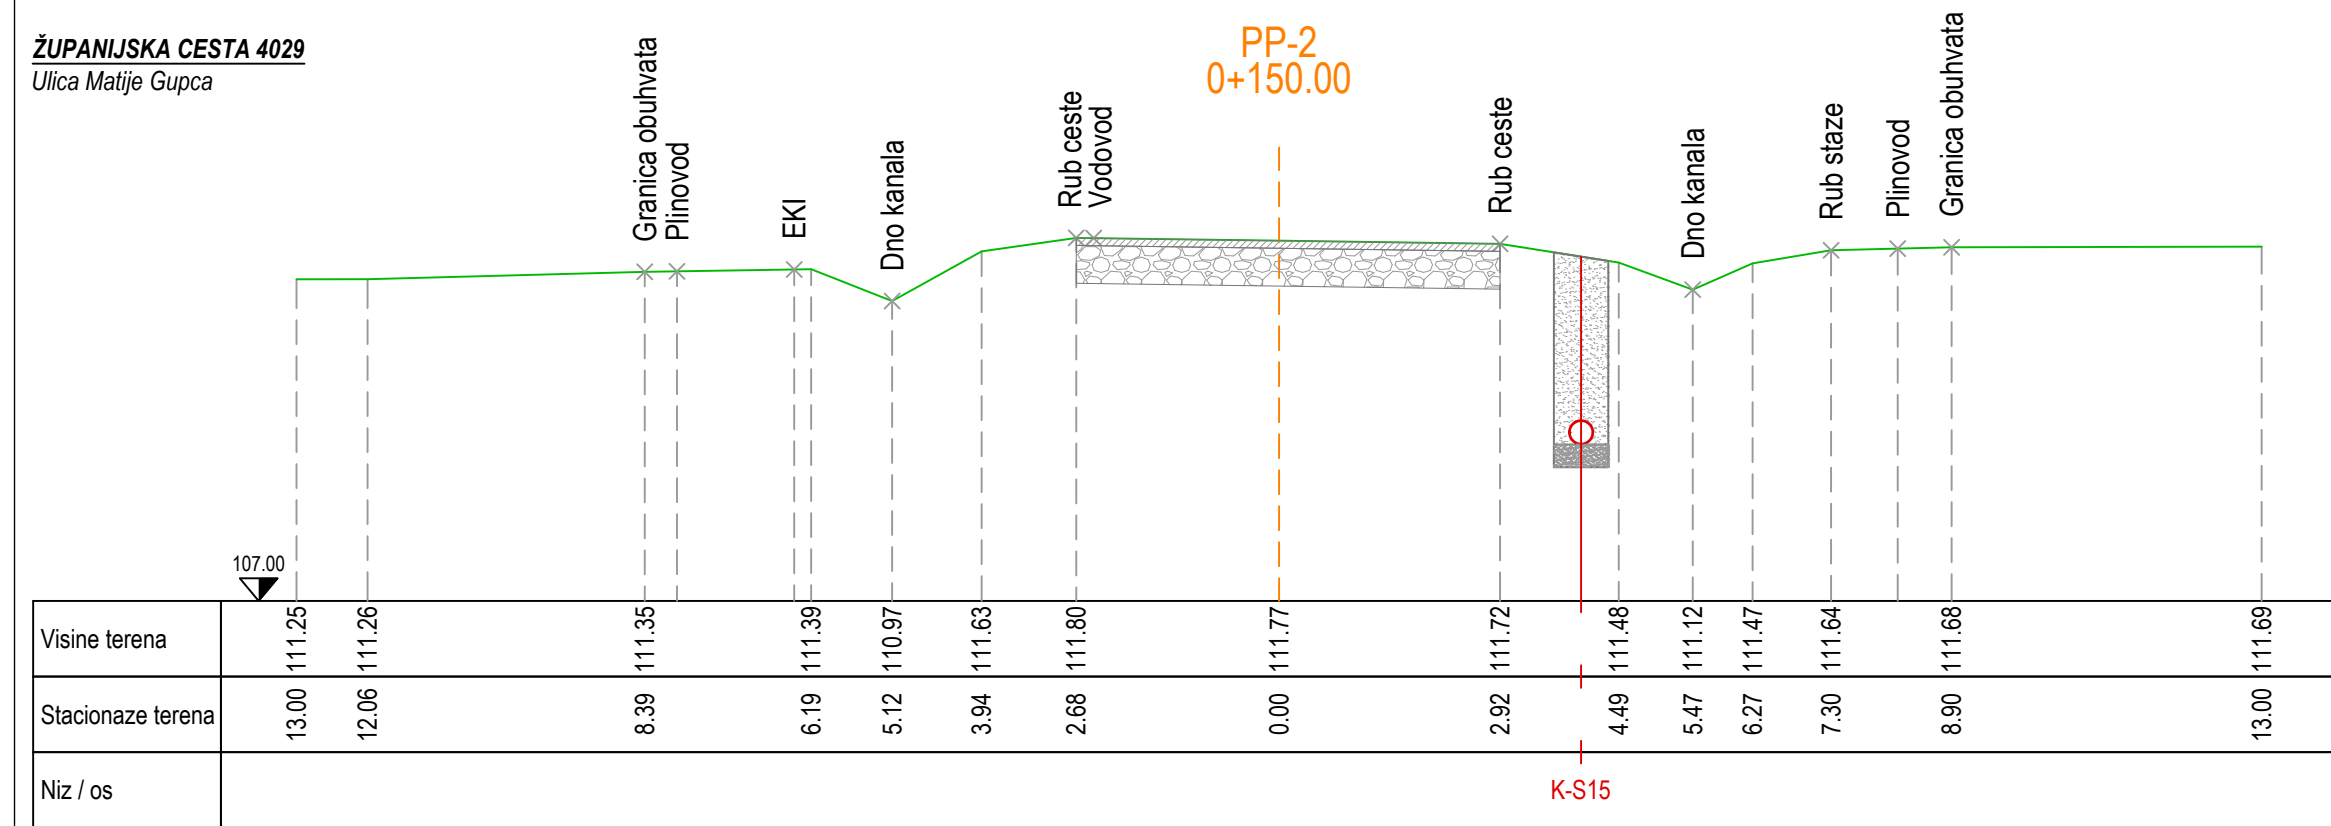 ŽUPANIJSKA CESTA 4029
Ulica Matije Gupca
PP-2
0+150.00
Granica obuhvata
Plinovod
EKI
Dno kanala
Rub ceste
Vodovod
Rub ceste
Dno kanala
Rub staze
Plinovod
Granica obuhvata
107.00
Visine terena 111.25 111.26 111.35 111.39 110.97 111.63 111.80 111.77 111.72 111.48 111.12 111.47 111.64 111.68 111.69
Stacionaze terena 13.00 12.06 8.39 6.19 5.12 3.94 2.68 0.00 2.92 4.49 5.47 6.27 7.30 8.90 13.00
Niz / os K-S15